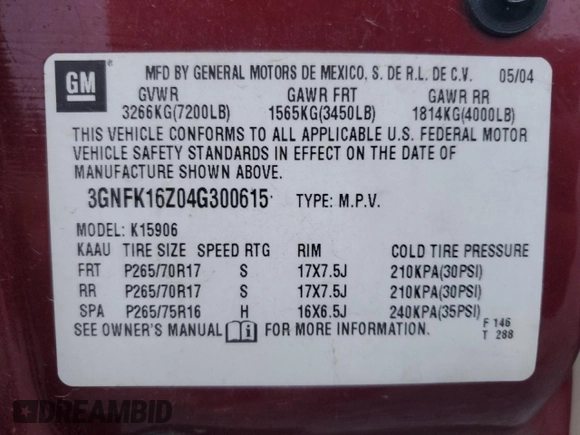 GM
MFD BY GENERAL MOTORS DE MEXICO, S. DE R.L. DE C.V. 05/04
GVWR GAWR FRT GAWR RR
3266KG(7200LB) 1565KG(3450LB) 1814KG(4000LB)
THIS VEHICLE CONFORMS TO ALL APPLICABLE U.S. FEDERAL MOTOR
VEHICLE SAFETY STANDARDS IN EFFECT ON THE DATE OF
MANUFACTURE SHOWN ABOVE.
3GNFK16Z04G300615 TYPE: M.P.V.
MODEL: K15906
KAAU TIRE SIZE SPEED RTG RIM COLD TIRE PRESSURE
FRT P265/70R17 S 17X7.5J 210KPA(30PSI)
RR P265/70R17 S 17X7.5J 210KPA(30PSI)
SPA P265/75R16 H 16X6.5J 240KPA(35PSI)
SEE OWNER'S MANUAL FOR MORE INFORMATION.
F 146
T 288
DREAMBID